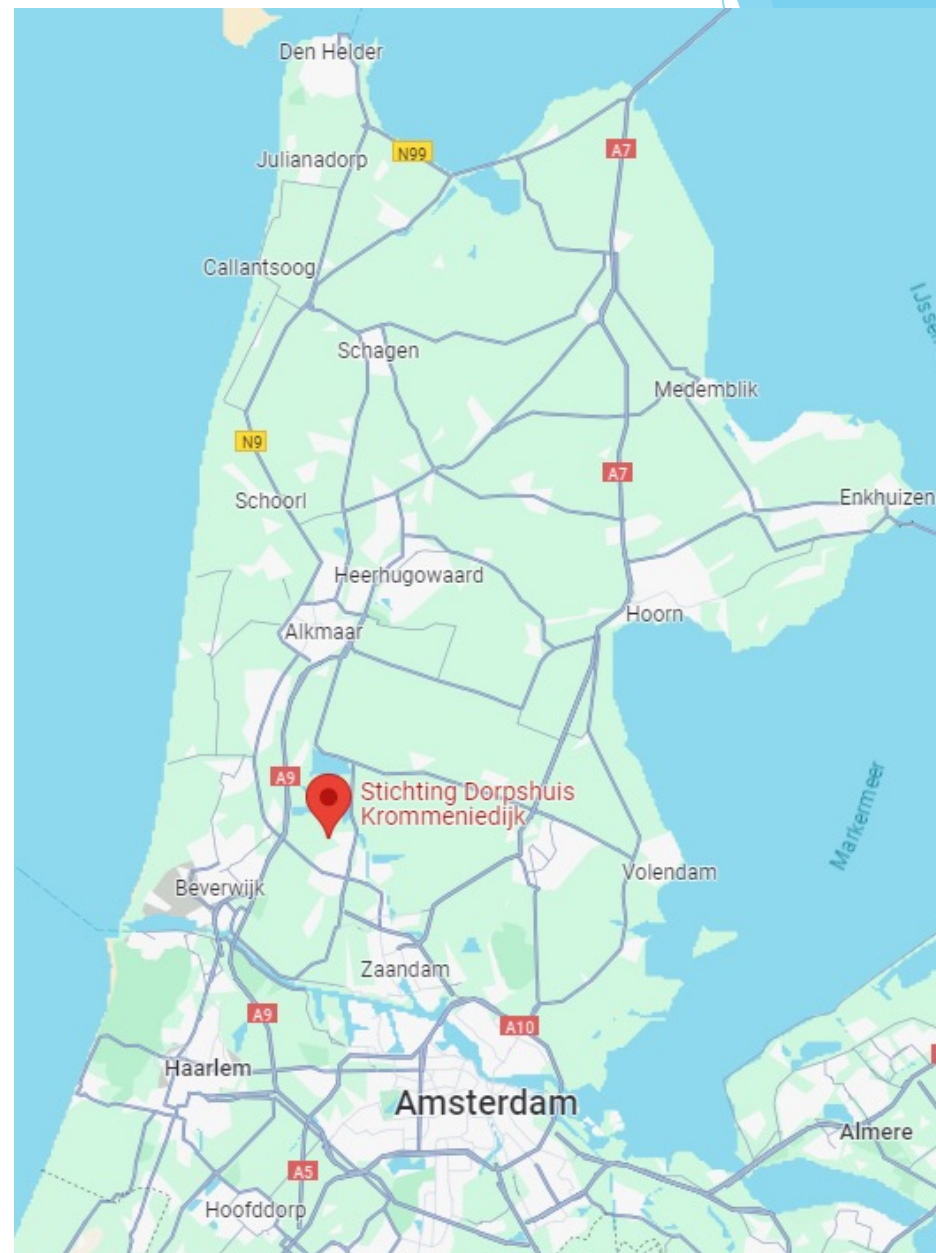 Den Helder
Julianadorp
N99
A7
Callantsoog
Schagen
Medemblik
N9
A7
Schoorl
Enkhuizen
Heerhugowaard
Hoorn
Alkmaar
A9
Stichting Dorpshuis
Krommeniedijk
Markermeer
Volendam
Beverwijk
Zaandam
A9
A10
Haarlem
Amsterdam
Almere
A5
Hoofddorp